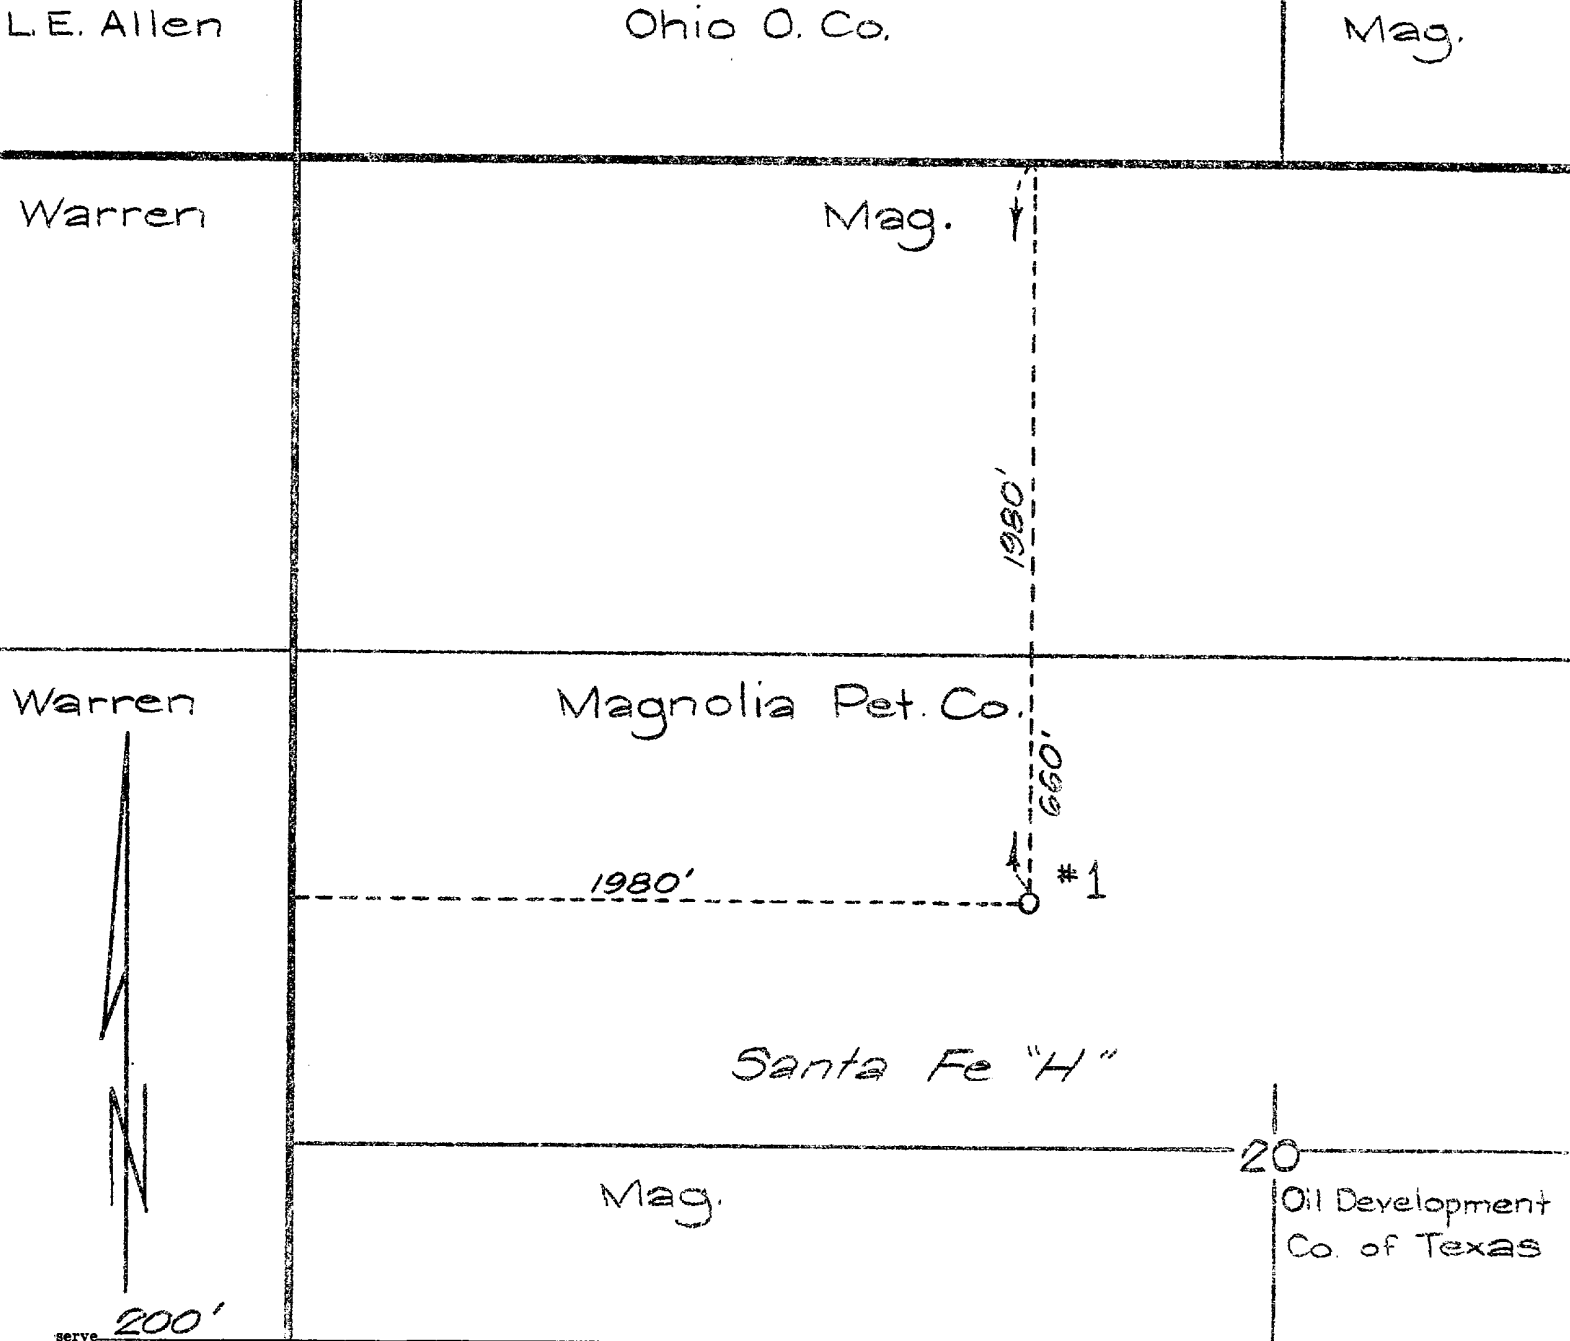 L.E. Allen
Ohio O. Co.
Mag.
Warren
Mag.
1980'
Warren
Magnolia Pet. Co.
660'
1980'
#1
Santa Fe "H"
20
Mag.
Oil Development
Co. of Texas
N
serve 200'